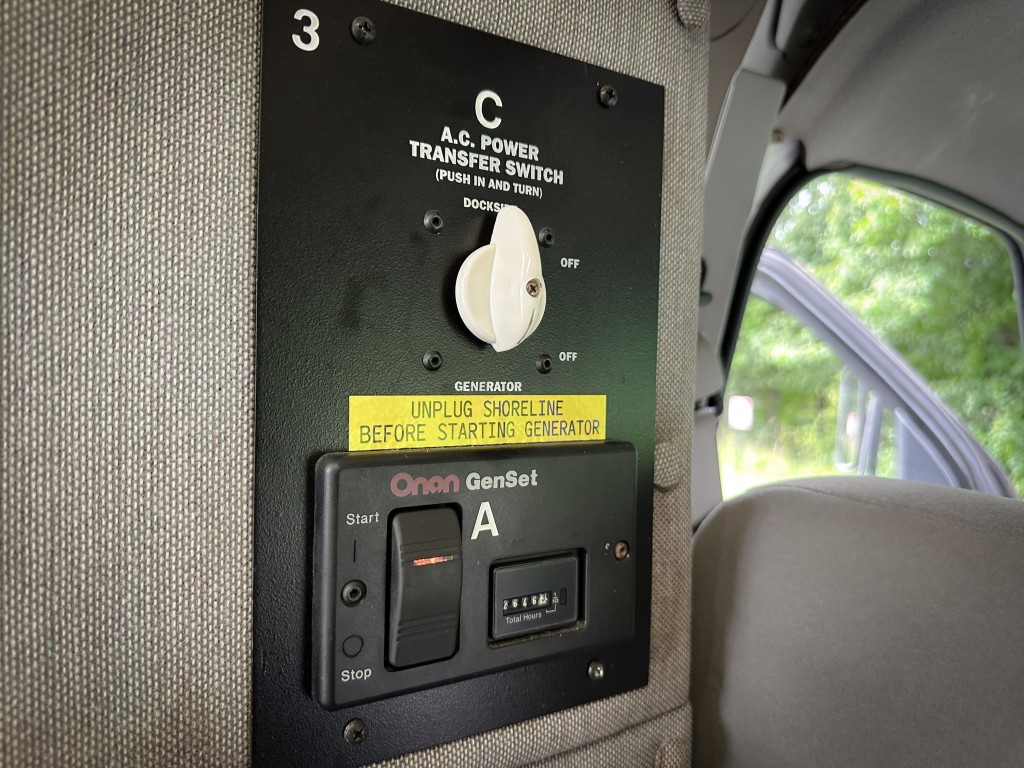 3
C
A.C. POWER
TRANSFER SWITCH
(PUSH IN AND TURN)
OFF
OFF
GENERATOR
UNPLUG SHORELINE
BEFORE STARTING GENERATOR
Onan GenSet
A
Start
Total Hours
Stop